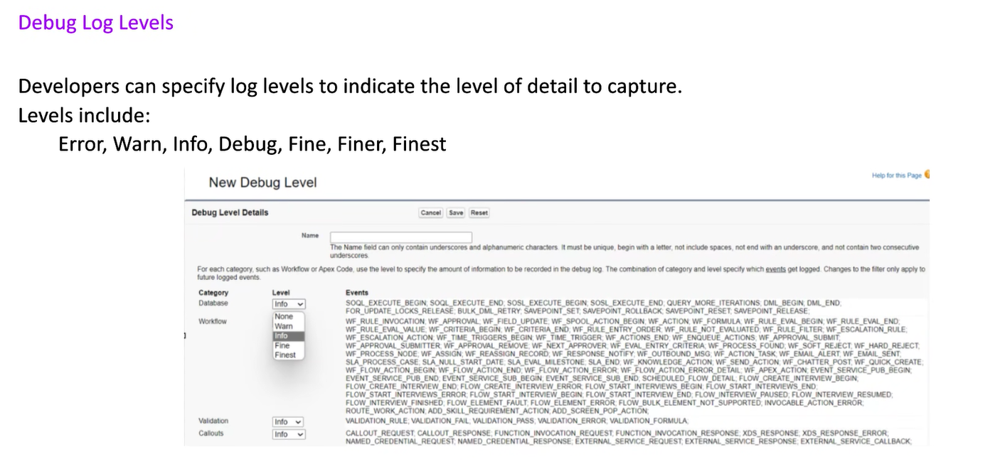 Debug Log Levels
Developers can specify log levels to indicate the level of detail to capture.
Levels include:
Error, Warn, Info, Debug, Fine, Finer, Finest
New Debug Level
Help for this Page
Debug Level Details
Cancel Save Reset
Name
The Name field can only contain underscores and alphanumeric characters. It must be unique, begin with a letter, not include spaces, not end with an underscore, and not contain two consecutive
underscores.
For each category, such as Workflow or Apex Code, use the level to specify the amount of information to be recorded in the debug log. The combination of category and level specify which events get logged. Changes to the filter only apply to
future logged events.
Category Level Events
Database Info SOQL_EXECUTE_BEGIN; SOQL_EXECUTE_END; SOSL_EXECUTE_BEGIN; SOSL_EXECUTE_END; QUERY_MORE_ITERATIONS; DML_BEGIN; DML_END;
FOR_UPDATE_LOCKS_RELEASE; BULK_DML_RETRY; SAVEPOINT_SET; SAVEPOINT_ROLLBACK; SAVEPOINT_RESET; SAVEPOINT_RELEASE;
None
Warn
Info
Fine
Finest
Workflow WF_RULE_INVOCATION; WF_APPROVAL; WF_FIELD_UPDATE; WF_SPOOL_ACTION_BEGIN; WF_ACTION; WF_FORMULA; WF_RULE_EVAL_BEGIN; WF_RULE_EVAL_END;
WF_RULE_EVAL_VALUE; WF_CRITERIA_BEGIN; WF_CRITERIA_END; WF_RULE_ENTRY_ORDER; WF_RULE_NOT_EVALUATED; WF_RULE_FILTER; WF_ESCALATION_RULE;
WF_ESCALATION_ACTION; WF_TIME_TRIGGERS_BEGIN; WF_TIME_TRIGGER; WF_ACTIONS_END; WF_ENQUEUE_ACTIONS; WF_APPROVAL_SUBMIT;
WF_APPROVAL_SUBMITTER; WF_APPROVAL_REMOVE; WF_NEXT_APPROVER; WF_EVAL_ENTRY_CRITERIA; WF_PROCESS_FOUND; WF_SOFT_REJECT; WF_HARD_REJECT;
WF_PROCESS_NODE; WF_ASSIGN; WF_REASSIGN_RECORD; WF_RESPONSE_NOTIFY; WF_OUTBOUND_MSG; WF_ACTION_TASK; WF_EMAIL_ALERT; WF_EMAIL_SENT;
SLA_PROCESS_CASE; SLA_NULL_START_DATE; SLA_EVAL_MILESTONE; SLA_END; WF_KNOWLEDGE_ACTION; WF_SEND_ACTION; WF_CHATTER_POST; WF_QUICK_CREATE;
WF_FLOW_ACTION_BEGIN; WF_FLOW_ACTION_END; WF_FLOW_ACTION_ERROR; WF_FLOW_ACTION_ERROR_DETAIL; WF_APEX_ACTION; EVENT_SERVICE_PUB_BEGIN;
EVENT_SERVICE_PUB_END; EVENT_SERVICE_SUB_BEGIN; EVENT_SERVICE_SUB_END; SCHEDULED_FLOW_DETAIL; FLOW_CREATE_INTERVIEW_BEGIN;
FLOW_CREATE_INTERVIEW_END; FLOW_CREATE_INTERVIEW_ERROR; FLOW_START_INTERVIEWS_BEGIN; FLOW_START_INTERVIEWS_END;
FLOW_START_INTERVIEWS_ERROR; FLOW_START_INTERVIEW_BEGIN; FLOW_START_INTERVIEW_END; FLOW_INTERVIEW_PAUSED; FLOW_INTERVIEW_RESUMED;
FLOW_INTERVIEW_FINISHED; FLOW_ELEMENT_FAULT; FLOW_ELEMENT_ERROR; FLOW_BULK_ELEMENT_NOT_SUPPORTED; INVOCABLE_ACTION_ERROR;
ROUTE_WORK_ACTION; ADD_SKILL_REQUIREMENT_ACTION; ADD_SCREEN_POP_ACTION;
Validation Info VALIDATION_RULE; VALIDATION_FAIL; VALIDATION_PASS; VALIDATION_ERROR; VALIDATION_FORMULA;
Callouts Info CALLOUT_REQUEST; CALLOUT_RESPONSE; FUNCTION_INVOCATION_REQUEST; FUNCTION_INVOCATION_RESPONSE; XDS_RESPONSE; XDS_RESPONSE_ERROR;
NAMED_CREDENTIAL_REQUEST; NAMED_CREDENTIAL_RESPONSE; EXTERNAL_SERVICE_REQUEST; EXTERNAL_SERVICE_RESPONSE; EXTERNAL_SERVICE_CALLBACK;